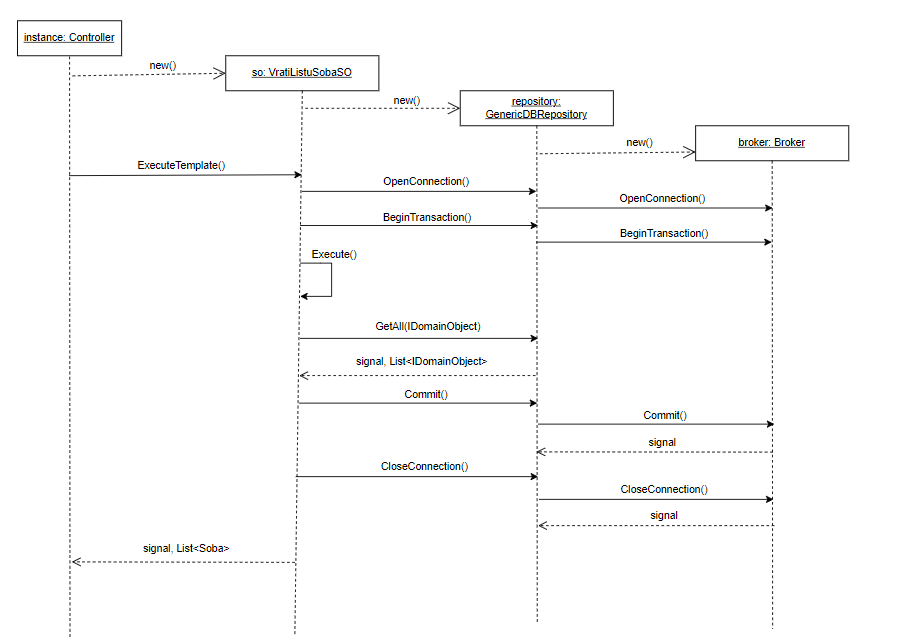 instance: Controller
new()
so: VratiListuSobaSO
new()
repository:
GenericDBRepository
new()
broker: Broker
ExecuteTemplate()
OpenConnection()
OpenConnection()
BeginTransaction()
BeginTransaction()
Execute()
GetAll(IDomainObject)
signal, List<IDomainObject>
Commit()
Commit()
signal
CloseConnection()
CloseConnection()
signal
signal, List<Soba>